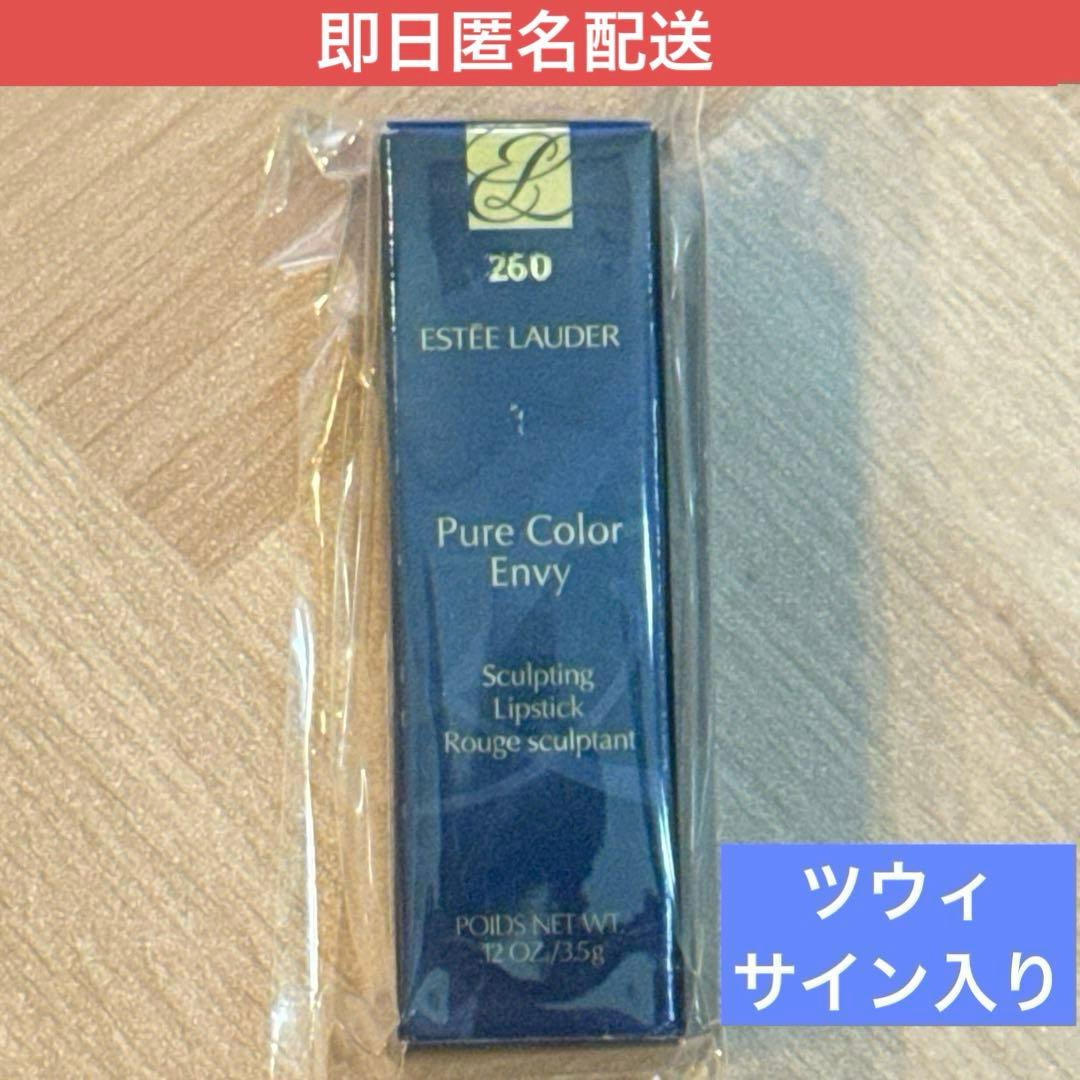 即日匿名配送
EL
260
ESTĒE LAUDER
Pure Color
Envy
Sculpting
Lipstick
Rouge sculptant
POIDS NET WT.
.12 OZ./3.5g
ツウィ
サイン入り